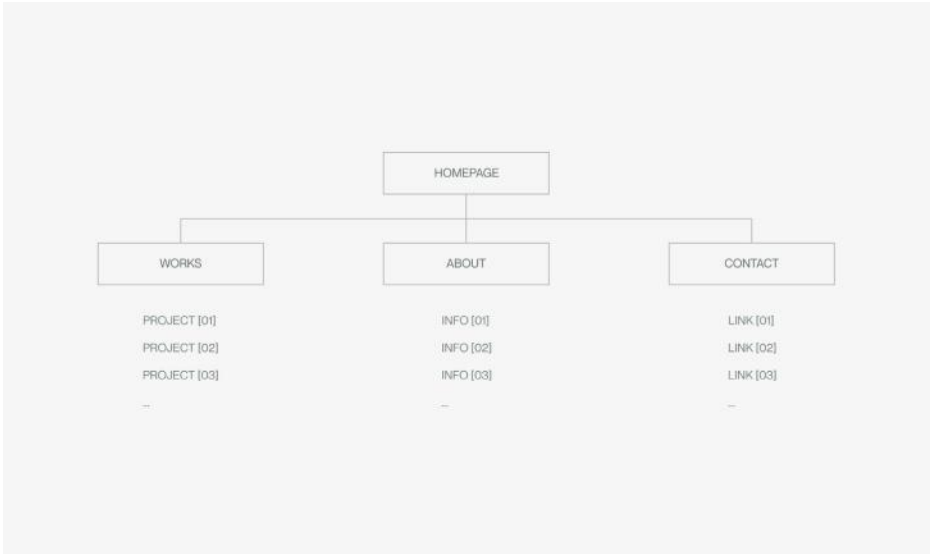 HOMEPAGE
WORKS
ABOUT
CONTACT
PROJECT [01]
PROJECT [02]
PROJECT [03]
...
INFO [01]
INFO [02]
INFO [03]
...
LINK [01]
LINK [02]
LINK [03]
...